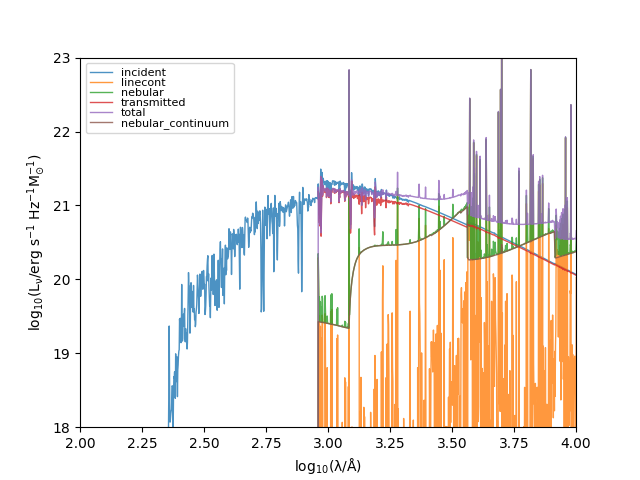 23
22
21
20
19
18
log₁₀(Lᵥ/erg s⁻¹ Hz⁻¹M⊙⁻¹)
incident
linecont
nebular
transmitted
total
nebular_continuum
2.00 2.25 2.50 2.75 3.00 3.25 3.50 3.75 4.00
log₁₀(λ/Å)